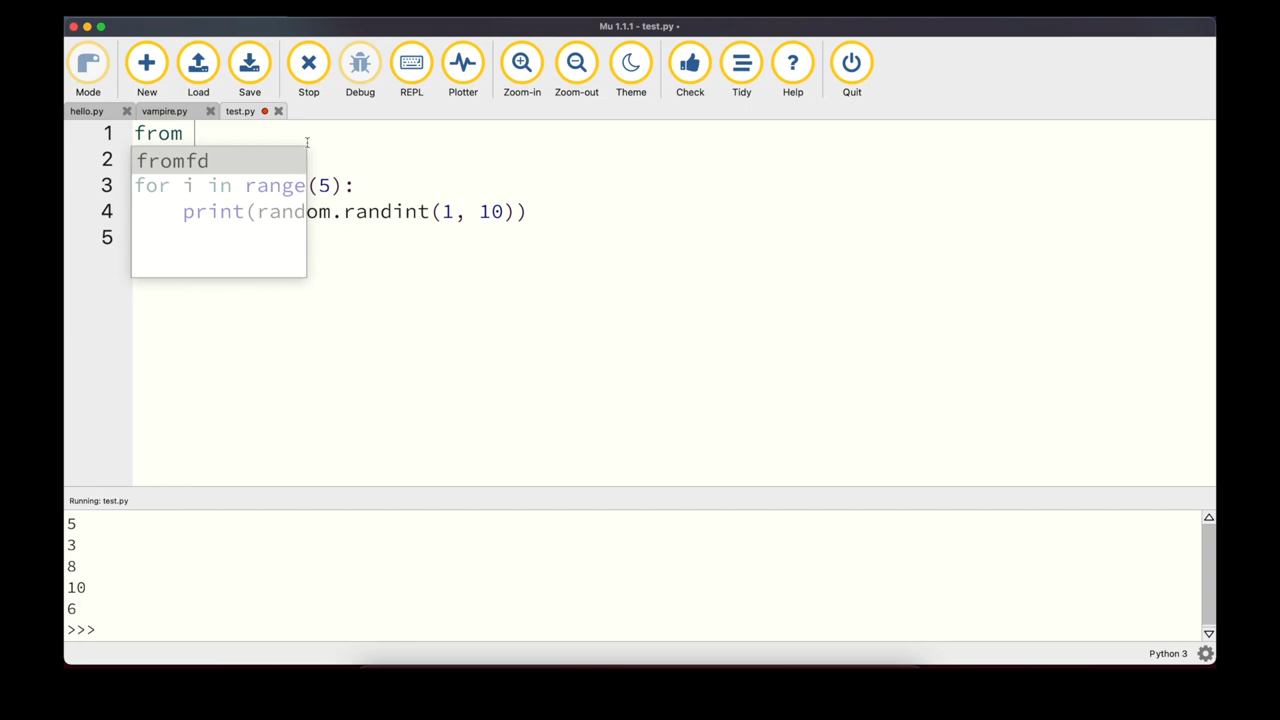 Mu 1.1.1 - test.py •
Mode New Load Save Stop Debug REPL Plotter Zoom-in Zoom-out Theme Check Tidy Help Quit
hello.py vampire.py test.py
1 from
2
fromfd
3 for i in range(5):
4 print(random.randint(1, 10))
5
Running: test.py
5
3
8
10
6
>>>
Python 3